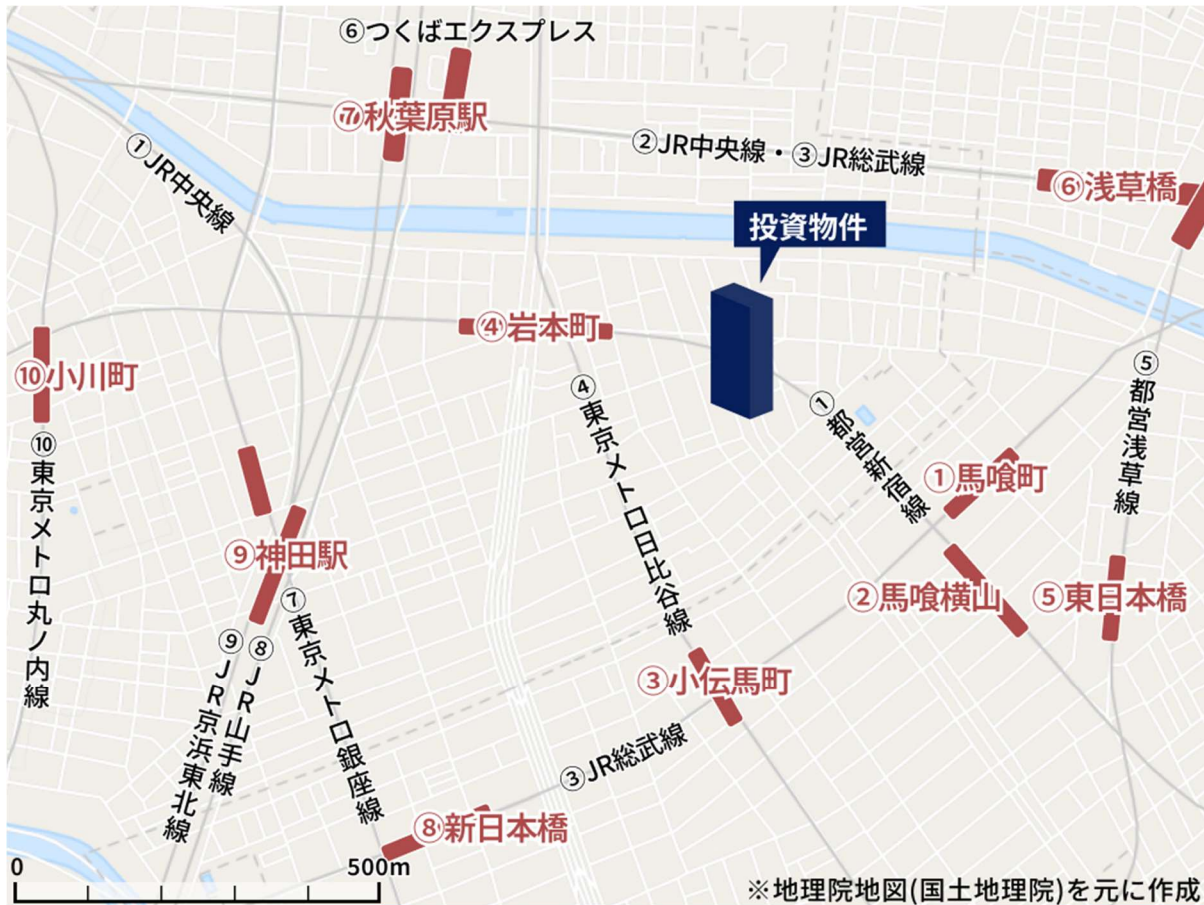 ⑥つくばエクスプレス
⑦秋葉原駅
①JR中央線
②JR中央線・③JR総武線
⑥浅草橋
投資物件
④岩本町
⑩小川町
④東京メトロ日比谷線
①都営新宿線
⑤都営浅草線
①馬喰町
⑩東京メトロ丸ノ内線
⑨神田駅
②馬喰横山
⑤東日本橋
⑦東京メトロ銀座線
⑧JR山手線
⑨JR京浜東北線
③小伝馬町
③JR総武線
⑧新日本橋
0
500m
※地理院地図(国土地理院)を元に作成